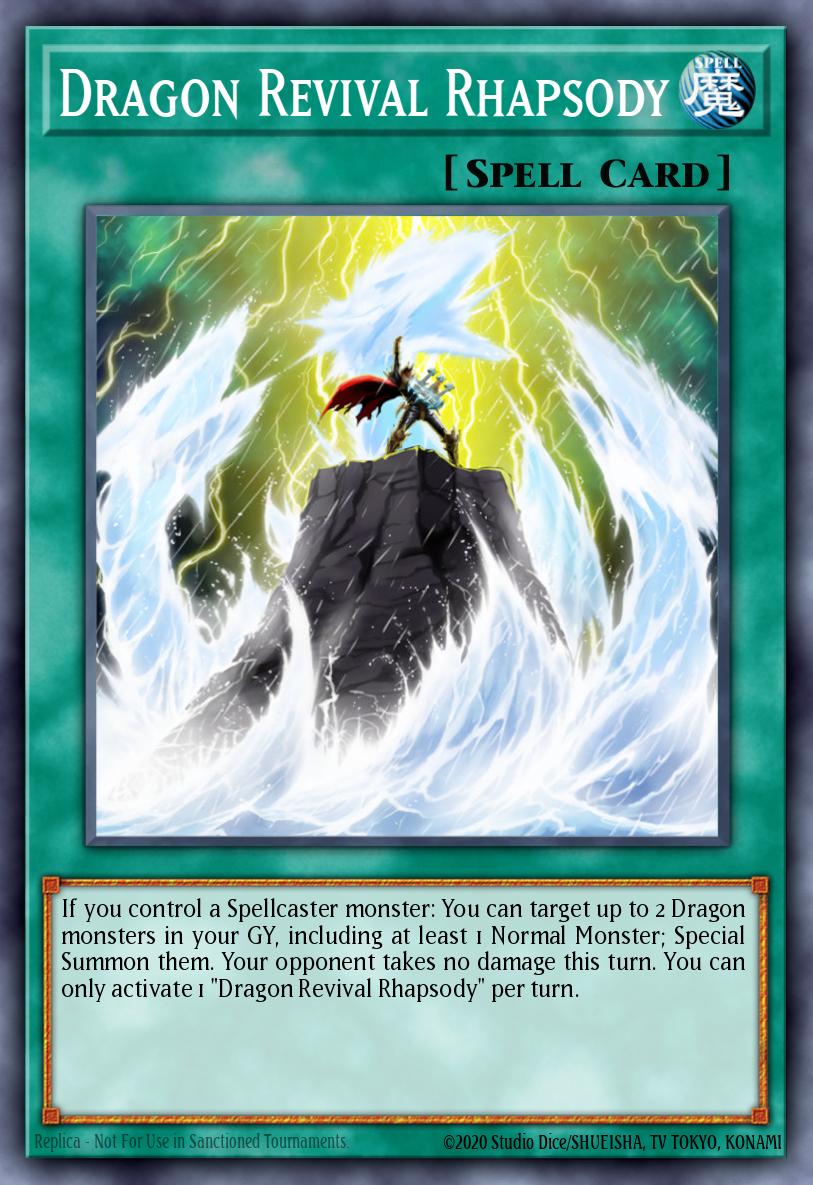 Dragon Revival Rhapsody
SPELL
魔
[Spell Card]
If you control a Spellcaster monster: You can target up to 2 Dragon
monsters in your GY, including at least 1 Normal Monster; Special
Summon them. Your opponent takes no damage this turn. You can
only activate 1 "Dragon Revival Rhapsody" per turn.
Replica - Not For Use in Sanctioned Tournaments.
©2020 Studio Dice/SHUEISHA, TV TOKYO, KONAMI